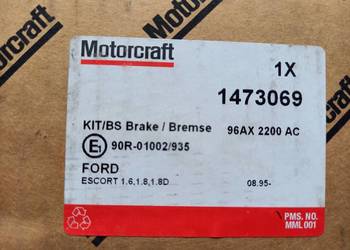 Motorcraft
Motorcraft
1X
1473069
KIT/BS Brake / Bremse 96AX 2200 AC
E1 90R-01002/935
FORD
ESCORT 1.6,1.8,1.8D 08.95-
PMS. NO.
MML 001